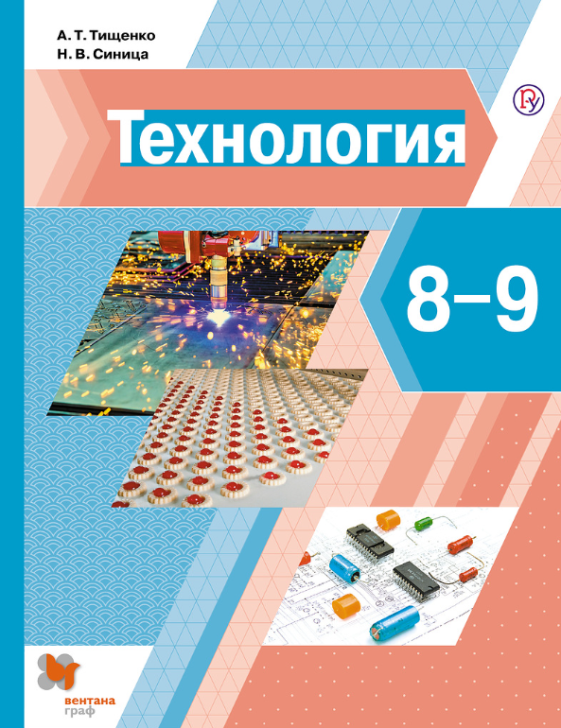 А. Т. Тищенко
Н. В. Синица
Технология
8–9
вентана
граф